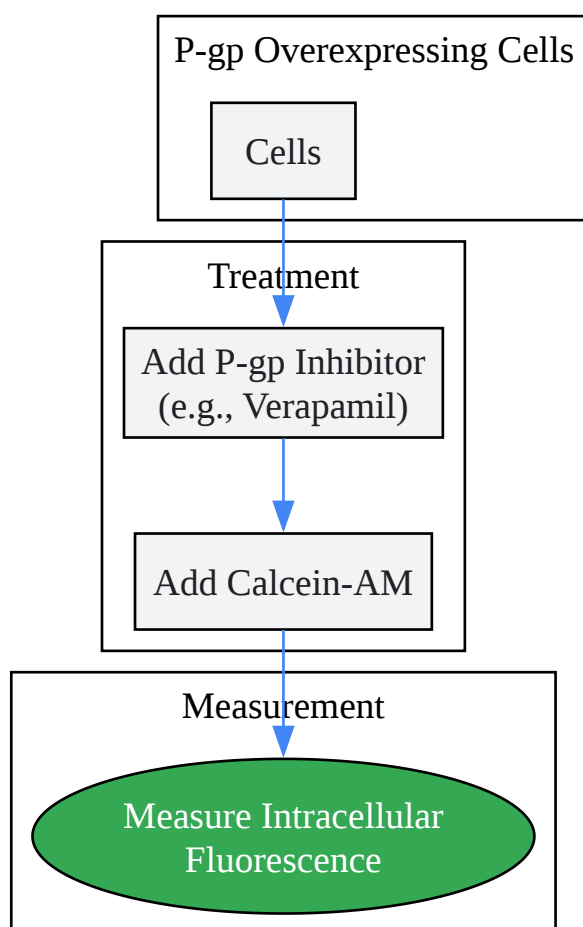 P-gp Overexpressing Cells
Cells
Treatment
Add P-gp Inhibitor
(e.g., Verapamil)
Add Calcein-AM
Measurement
Measure Intracellular
Fluorescence